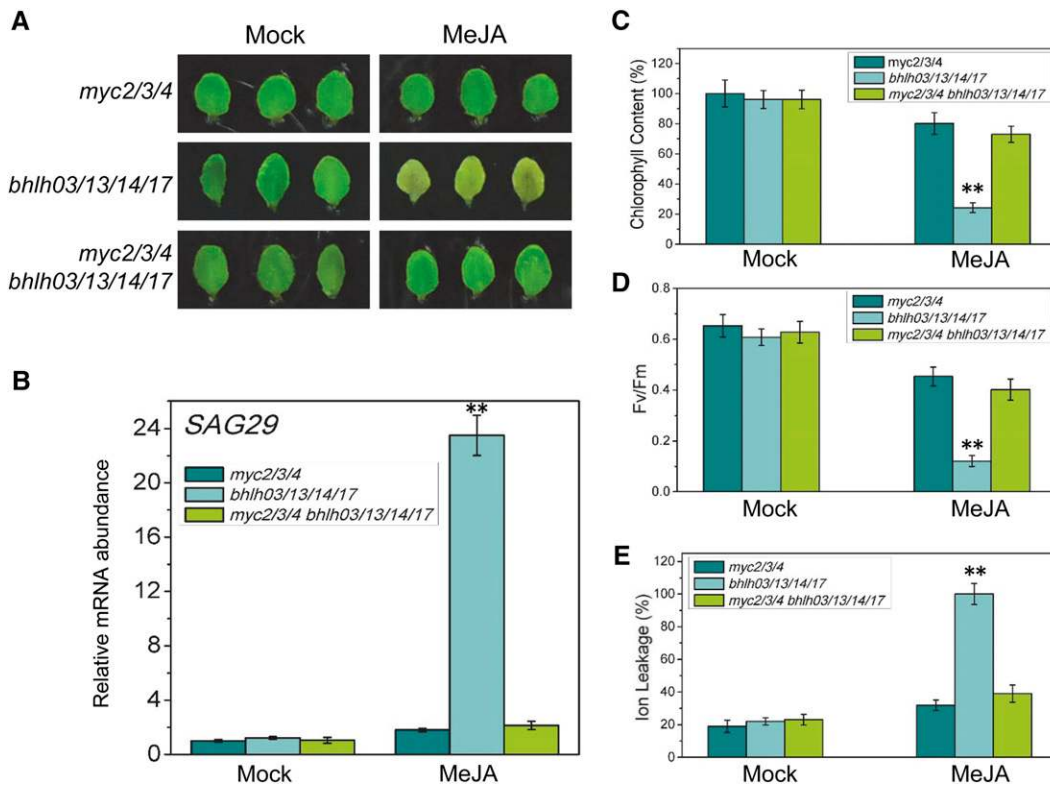 A
Mock
MeJA
myc2/3/4
bhlh03/13/14/17
myc2/3/4
bhlh03/13/14/17
B
Relative mRNA abundance
SAG29
myc2/3/4
bhlh03/13/14/17
myc2/3/4 bhlh03/13/14/17
**
24
22
6
4
2
0
Mock
MeJA
C
Chlorophyll Content (%)
myc2/3/4
bhlh13/13/14/17
myc2/3/4 bhlh03/13/14/17
100
80
60
40
20
0
**
Mock
MeJA
D
Fv/Fm
myc2/3/4
bhlh03/13/14/17
myc2/3/4 bhlh03/13/14/17
0.8
0.6
0.4
0.2
0.0
**
Mock
MeJA
E
Ion Leakage (%)
myc2/3/4
bhlh03/13/14/17
myc2/3/4 bhlh03/13/14/17
120
100
80
60
40
20
0
**
Mock
MeJA